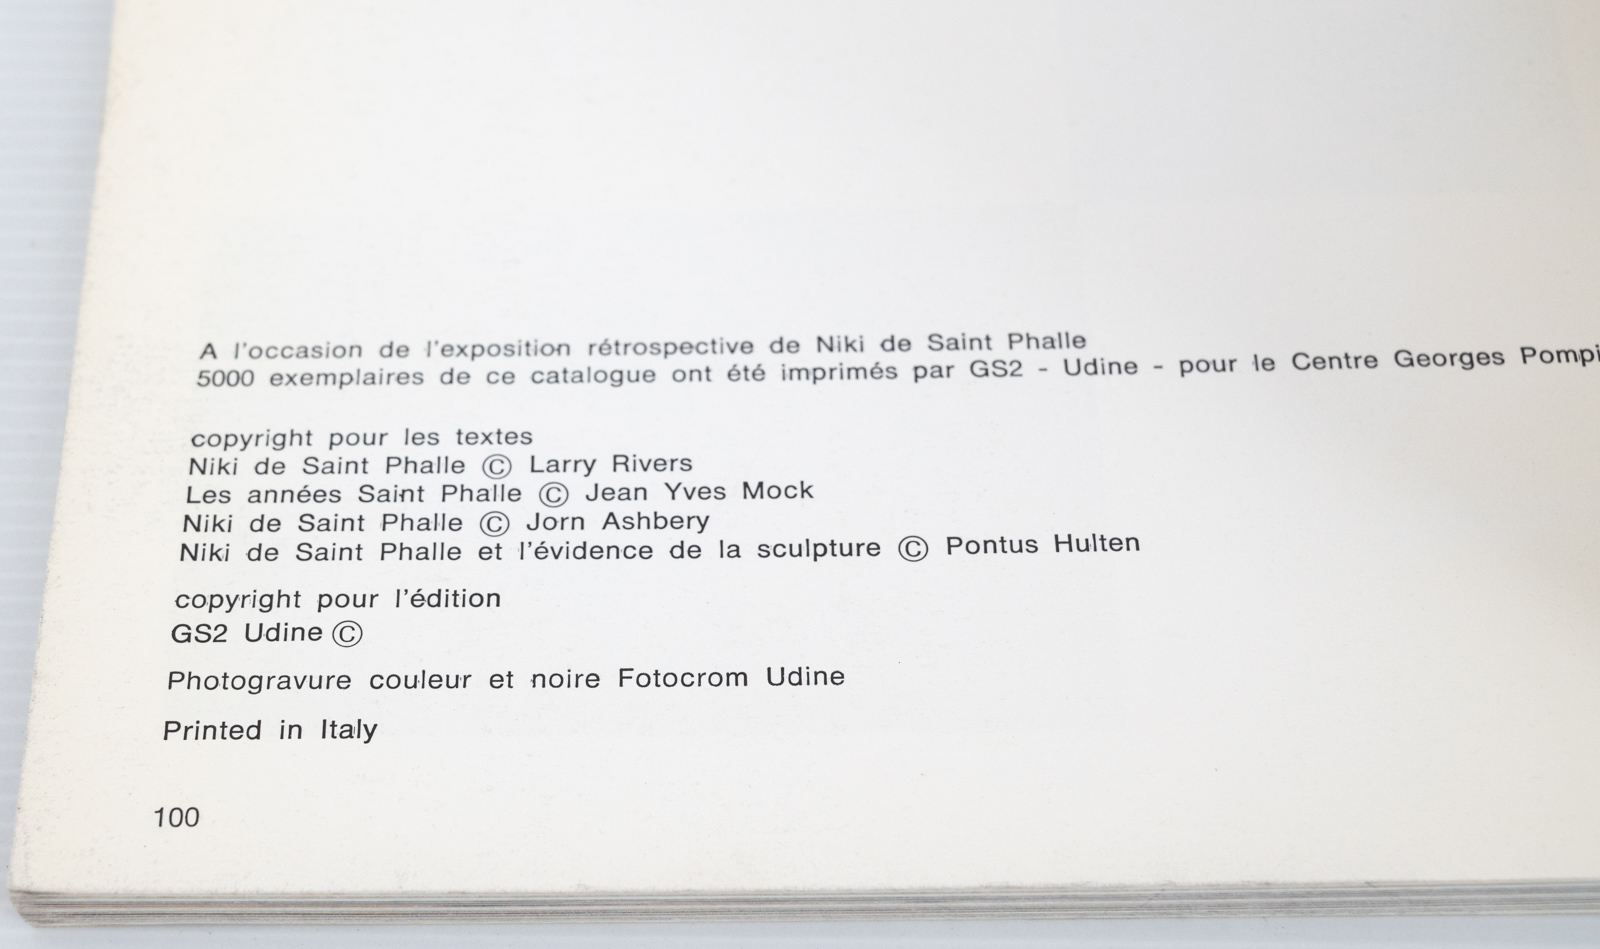 A l'occasion de l'exposition rétrospective de Niki de Saint Phalle
5000 exemplaires de ce catalogue ont été imprimés par GS2 - Udine - pour le Centre Georges Pompi
copyright pour les textes
Niki de Saint Phalle © Larry Rivers
Les années Saint Phalle © Jean Yves Mock
Niki de Saint Phalle © Jorn Ashbery
Niki de Saint Phalle et l'évidence de la sculpture © Pontus Hulten
copyright pour l'édition
GS2 Udine ©
Photogravure couleur et noire Fotocrom Udine
Printed in Italy
100